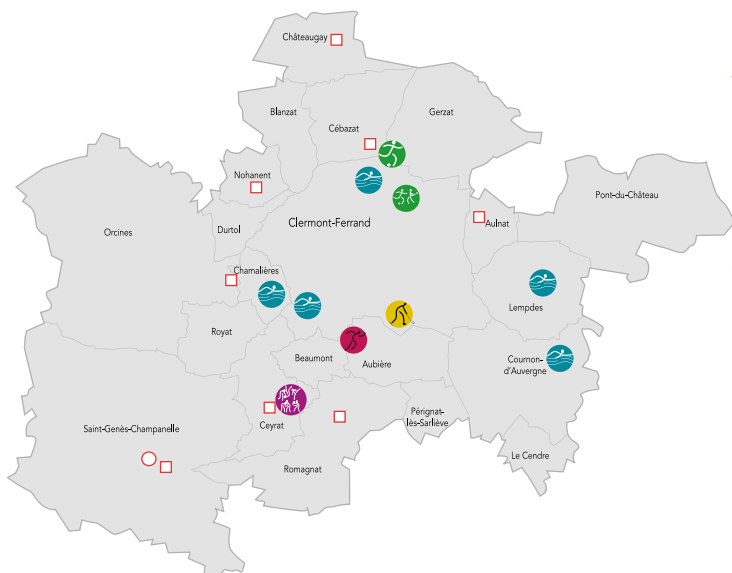 Châteaugay
Blanzat
Cébazat
Gerzat
Nohanent
Pont-du-Château
Orcines
Durtol
Clermont-Ferrand
Aulnat
Chamalières
Lempdes
Royat
Beaumont
Aubière
Cournon-
d'Auvergne
Saint-Genès-Champanelle
Ceyrat
Pérignat-
lès-Sarliève
Le Cendre
Romagnat